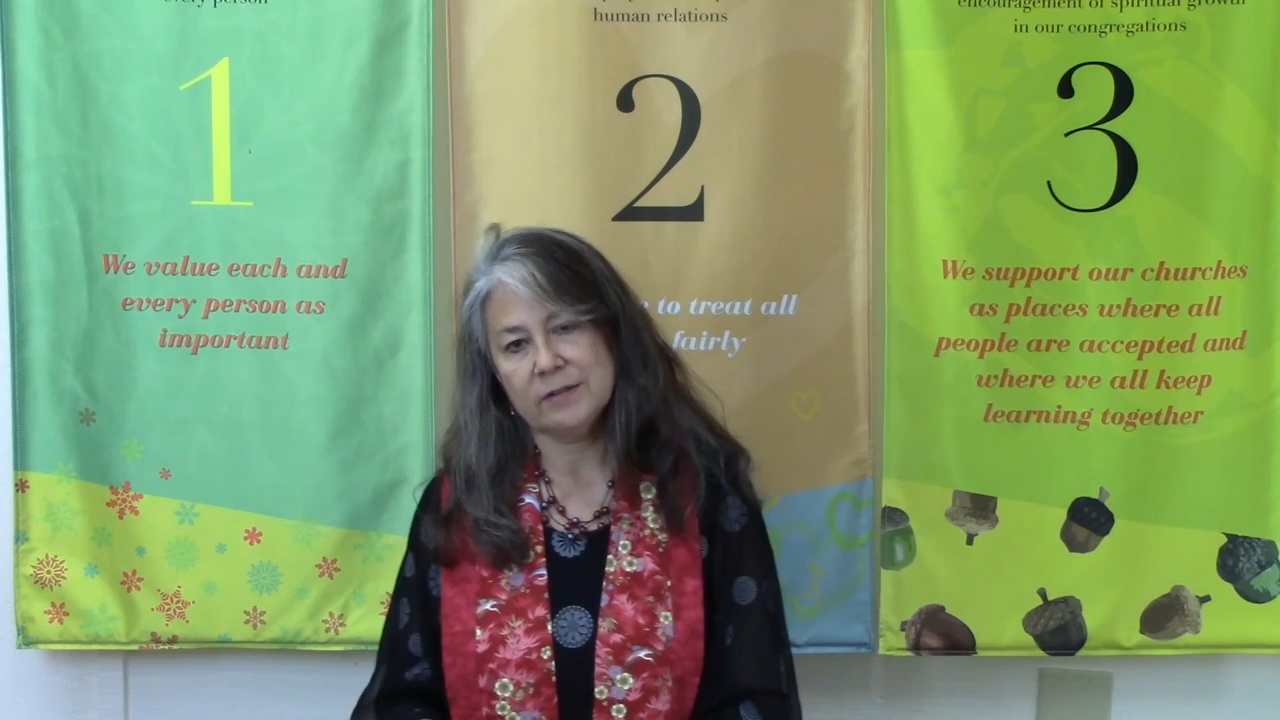 every person
1
We value each and
every person as
important
human relations
2
to treat all
fairly
encouragement of spiritual growth
in our congregations
3
We support our churches
as places where all
people are accepted and
where we all keep
learning together